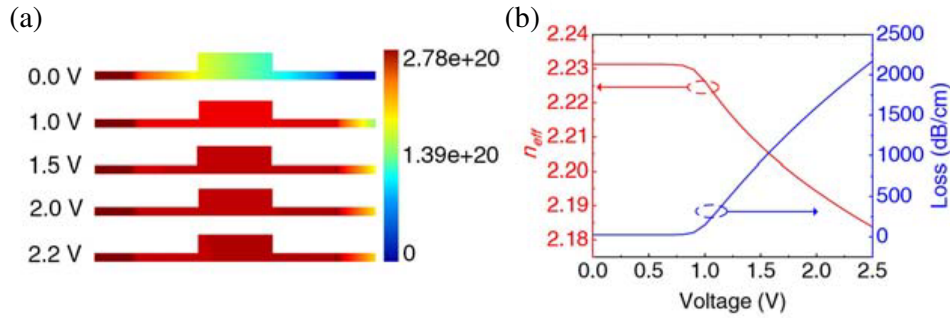 (a)
0.0 V
1.0 V
1.5 V
2.0 V
2.2 V
2.78e+20
1.39e+20
0
(b)
n_eff
2.24
2.23
2.22
2.21
2.20
2.19
2.18
0.0 0.5 1.0 1.5 2.0 2.5
Voltage (V)
2500
2000
1500
1000
500
0
Loss (dB/cm)